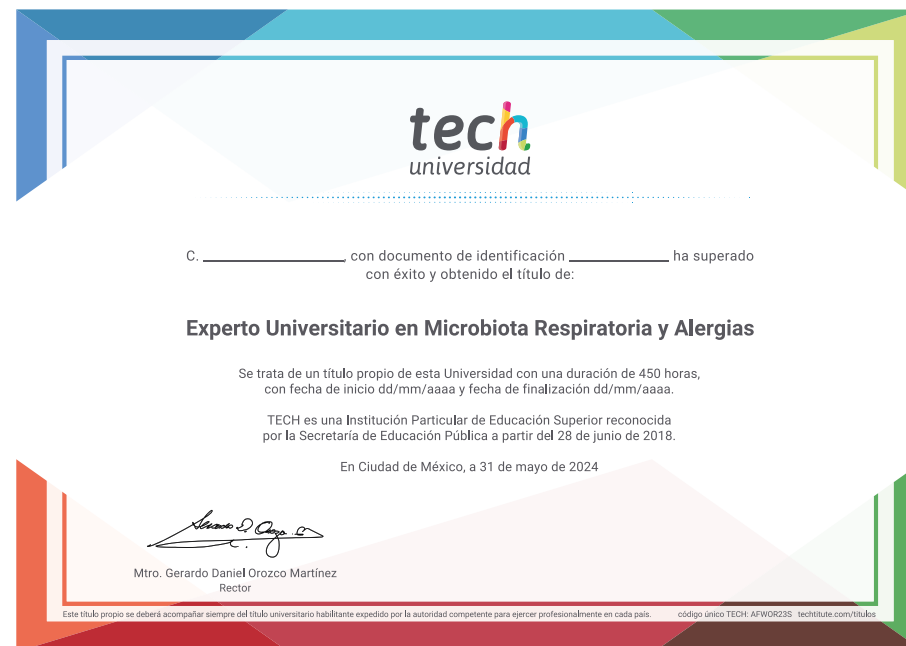 tech
universidad
C. ____________, con documento de identificación ____________ ha superado
con éxito y obtenido el título de:
Experto Universitario en Microbiota Respiratoria y Alergias
Se trata de un título propio de esta Universidad con una duración de 450 horas,
con fecha de inicio dd/mm/aaaa y fecha de finalización dd/mm/aaaa.
TECH es una Institución Particular de Educación Superior reconocida
por la Secretaría de Educación Pública a partir del 28 de junio de 2018.
En Ciudad de México, a 31 de mayo de 2024
Mtro. Gerardo Daniel Orozco Martínez
Rector
Este título propio se deberá acompañar siempre del título universitario habilitante expedido por la autoridad competente para ejercer profesionalmente en cada país. código único TECH: AFWOR23S techtitute.com/titulos